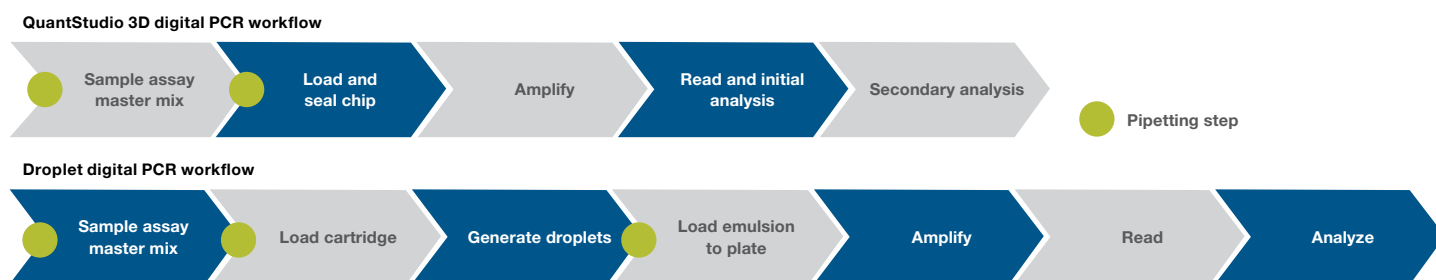 QuantStudio 3D digital PCR workflow
Sample assay
master mix
Load and
seal chip
Amplify
Read and initial
analysis
Secondary analysis
Pipetting step
Droplet digital PCR workflow
Sample assay
master mix
Load cartridge
Generate droplets
Load emulsion
to plate
Amplify
Read
Analyze